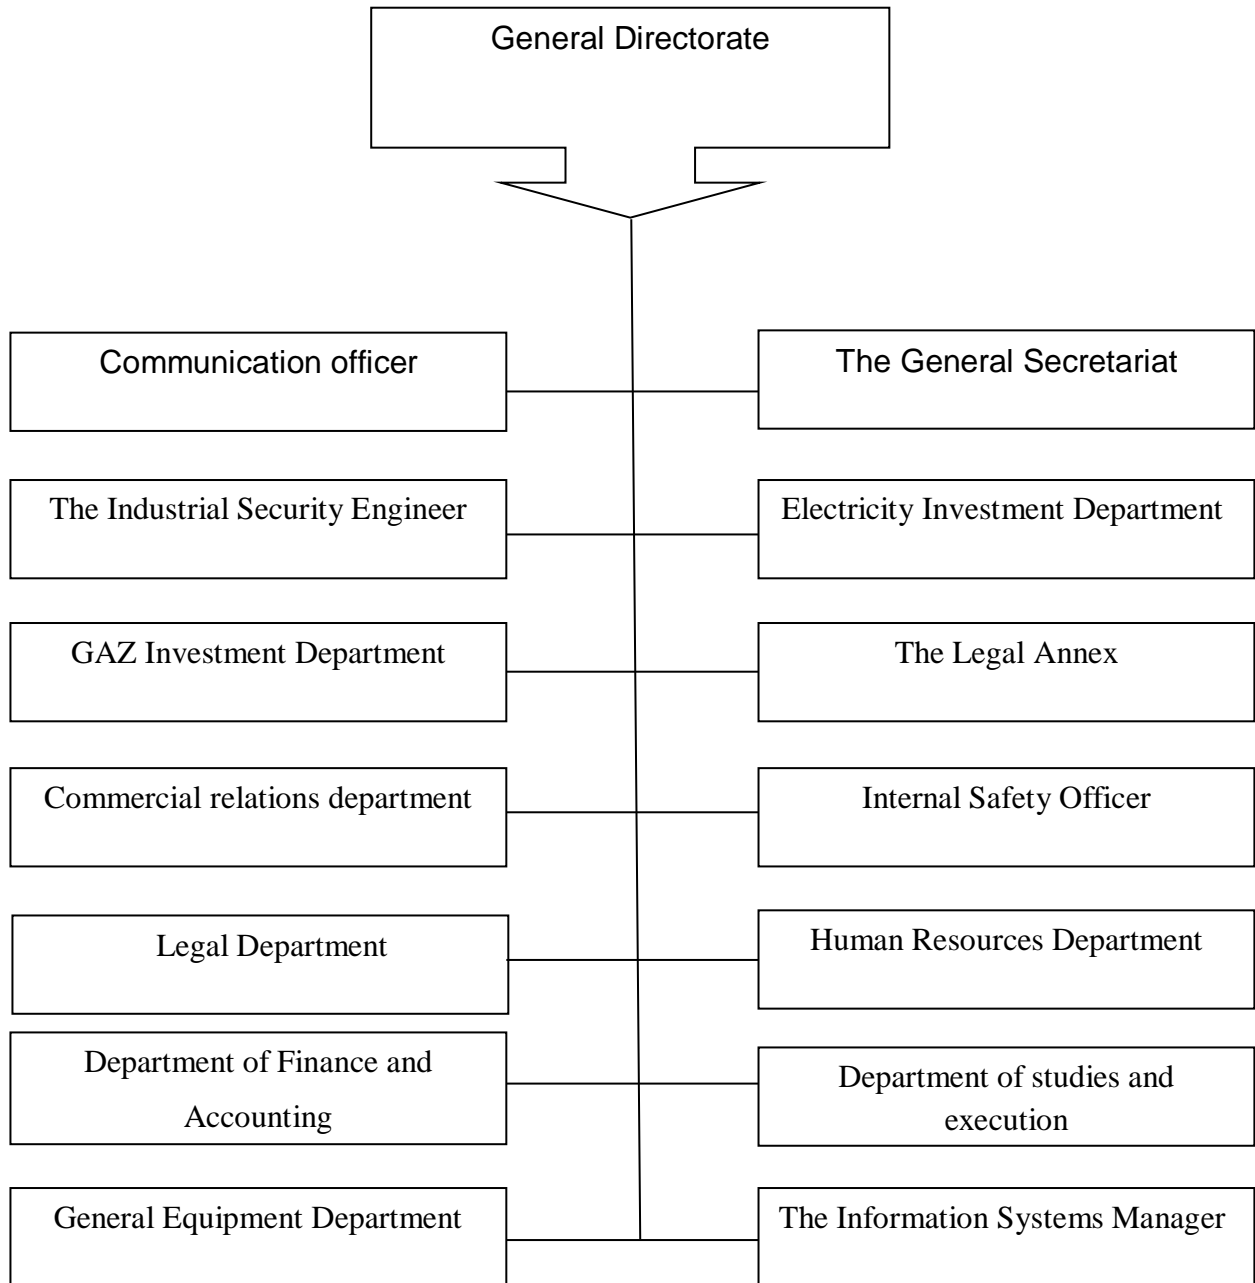 General Directorate
Communication officer
The General Secretariat
The Industrial Security Engineer
Electricity Investment Department
GAZ Investment Department
The Legal Annex
Commercial relations department
Internal Safety Officer
Legal Department
Human Resources Department
Department of Finance and
Accounting
Department of studies and
execution
General Equipment Department
The Information Systems Manager